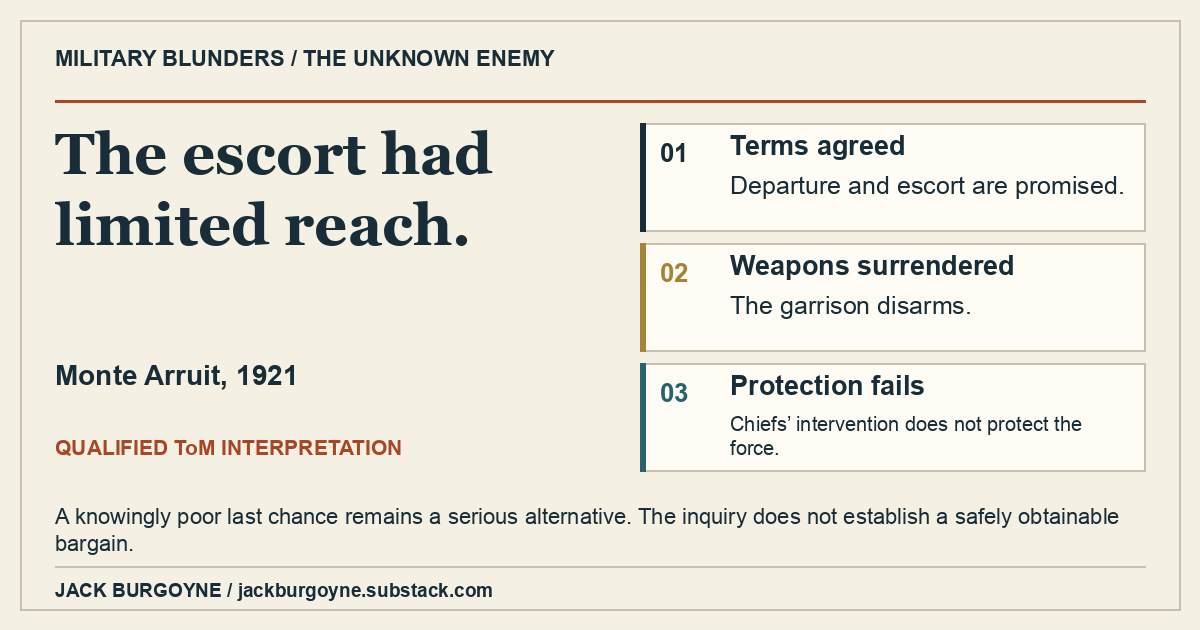 MILITARY BLUNDERS / THE UNKNOWN ENEMY
The escort had
limited reach.
Monte Arruit, 1921
QUALIFIED ToM INTERPRETATION
01
Terms agreed
Departure and escort are promised.
02
Weapons surrendered
The garrison disarms.
03
Protection fails
Chiefs’ intervention does not protect the
force.
A knowingly poor last chance remains a serious alternative. The inquiry does not establish a safely obtainable
bargain.
JACK BURGOYNE / jackburgoyne.substack.com